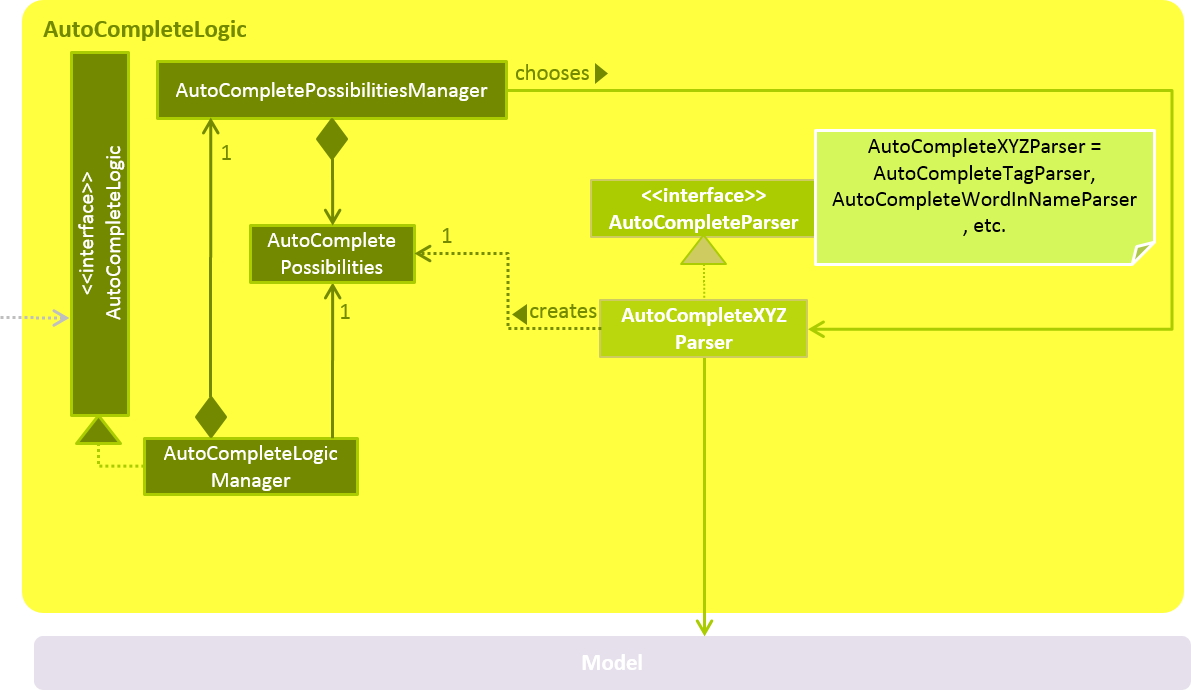 AutoCompleteLogic
<<interface>>
AutoCompleteLogic
AutoCompletePossibilitiesManager
chooses
1
AutoCompleteXYZParser =
AutoCompleteTagParser,
AutoCompleteWordInNameParser
, etc.
<<interface>>
AutoCompleteParser
AutoComplete
Possibilities
1
creates
1
AutoCompleteXYZ
Parser
AutoCompleteLogic
Manager
Model